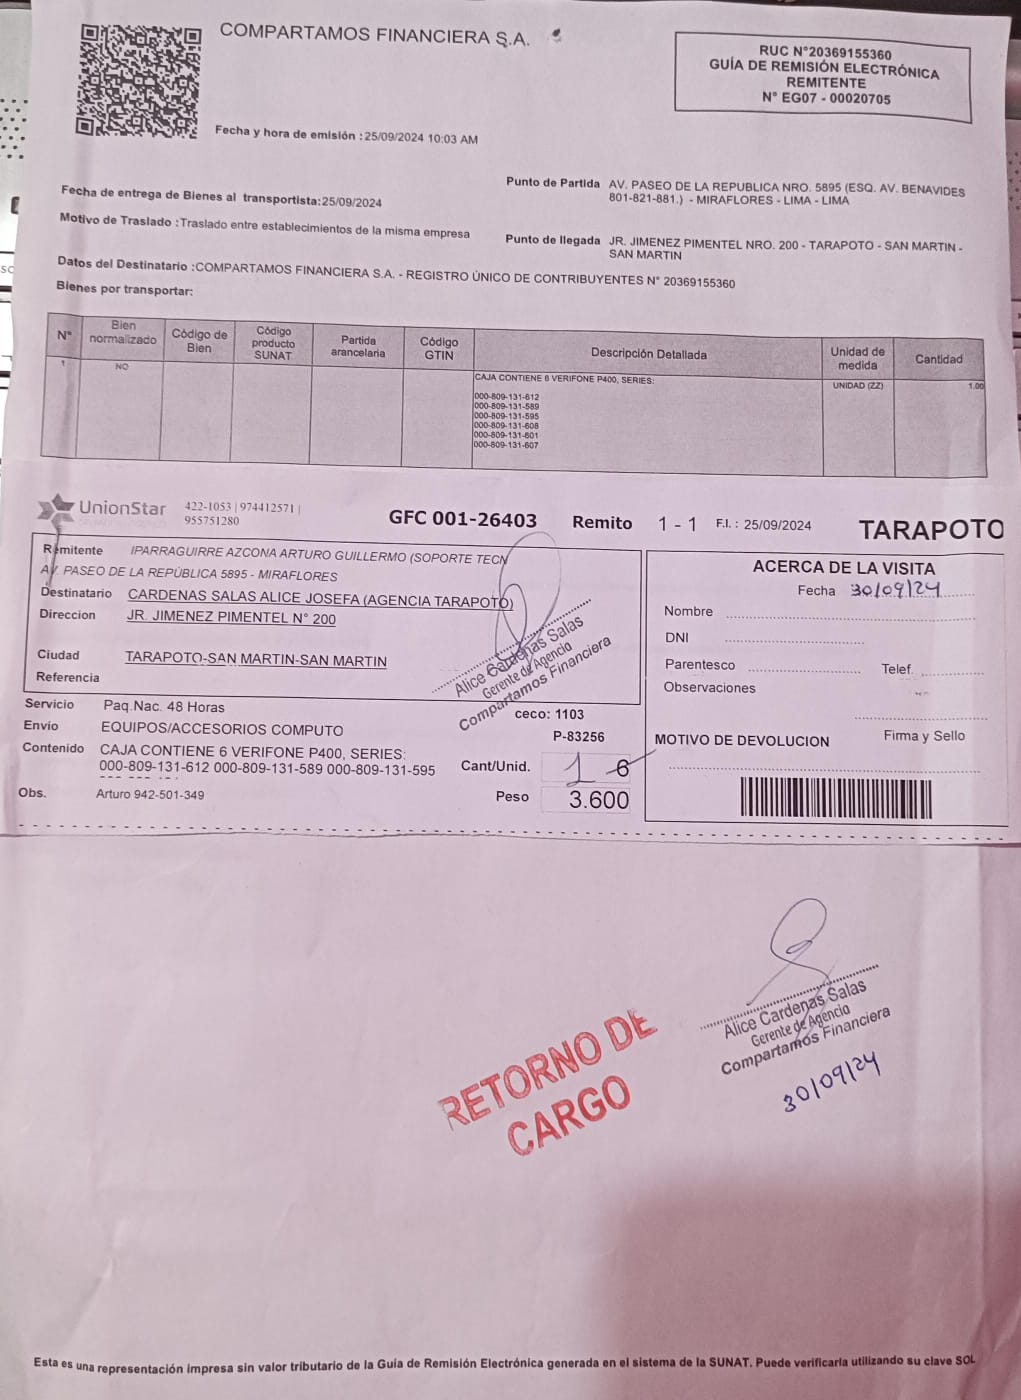 COMPARTAMOS FINANCIERA S.A.
RUC N°20369155360
GUÍA DE REMISIÓN ELECTRÓNICA
REMITENTE
N° EG07 - 00020705
Fecha y hora de emisión : 25/09/2024 10:03 AM
Fecha de entrega de Bienes al transportista:25/09/2024
Punto de Partida AV. PASEO DE LA REPUBLICA NRO. 5895 (ESQ. AV. BENAVIDES
801-821-881.) - MIRAFLORES - LIMA - LIMA
Motivo de Traslado :Traslado entre establecimientos de la misma empresa
Punto de llegada JR. JIMENEZ PIMENTEL NRO. 200 - TARAPOTO - SAN MARTIN -
SAN MARTIN
Datos del Destinatario :COMPARTAMOS FINANCIERA S.A. - REGISTRO ÚNICO DE CONTRIBUYENTES N° 20369155360
Bienes por transportar:
N° Bien normalizado Código de Bien Código producto SUNAT Partida arancelaria Código GTIN Descripción Detallada Unidad de medida Cantidad
1 NO CAJA CONTIENE 6 VERIFONE P400, SERIES: UNIDAD (ZZ) 1.00
000-809-131-612
000-809-131-589
000-809-131-595
000-809-131-608
000-809-131-601
000-809-131-607
UnionStar 422-1053 | 974412571 |
955751280
GFC 001-26403 Remito 1 - 1 F.I. : 25/09/2024 TARAPOTO
Remitente IPARRAGUIRRE AZCONA ARTURO GUILLERMO (SOPORTE TECN
AV. PASEO DE LA REPÚBLICA 5895 - MIRAFLORES
Destinatario CARDENAS SALAS ALICE JOSEFA (AGENCIA TARAPOTO)
Direccion JR. JIMENEZ PIMENTEL N° 200
Ciudad TARAPOTO-SAN MARTIN-SAN MARTIN
Referencia
Alice Cardenas Salas
Gerente de Agencia
Compartamos Financiera
Servicio Paq.Nac. 48 Horas
ceco: 1103
Envio EQUIPOS/ACCESORIOS COMPUTO
P-83256
Contenido CAJA CONTIENE 6 VERIFONE P400, SERIES:
000-809-131-612 000-809-131-589 000-809-131-595
Cant/Unid. 1 6
Obs. Arturo 942-501-349
Peso 3.600
ACERCA DE LA VISITA
Fecha 30/09/24
Nombre
DNI
Parentesco Telef.
Observaciones
Firma y Sello
MOTIVO DE DEVOLUCION
Alice Cardenas Salas
Gerente de Agencia
Compartamos Financiera
30/09/24
RETORNO DE
CARGO
Esta es una representación impresa sin valor tributario de la Guía de Remisión Electrónica generada en el sistema de la SUNAT. Puede verificarla utilizando su clave SOL